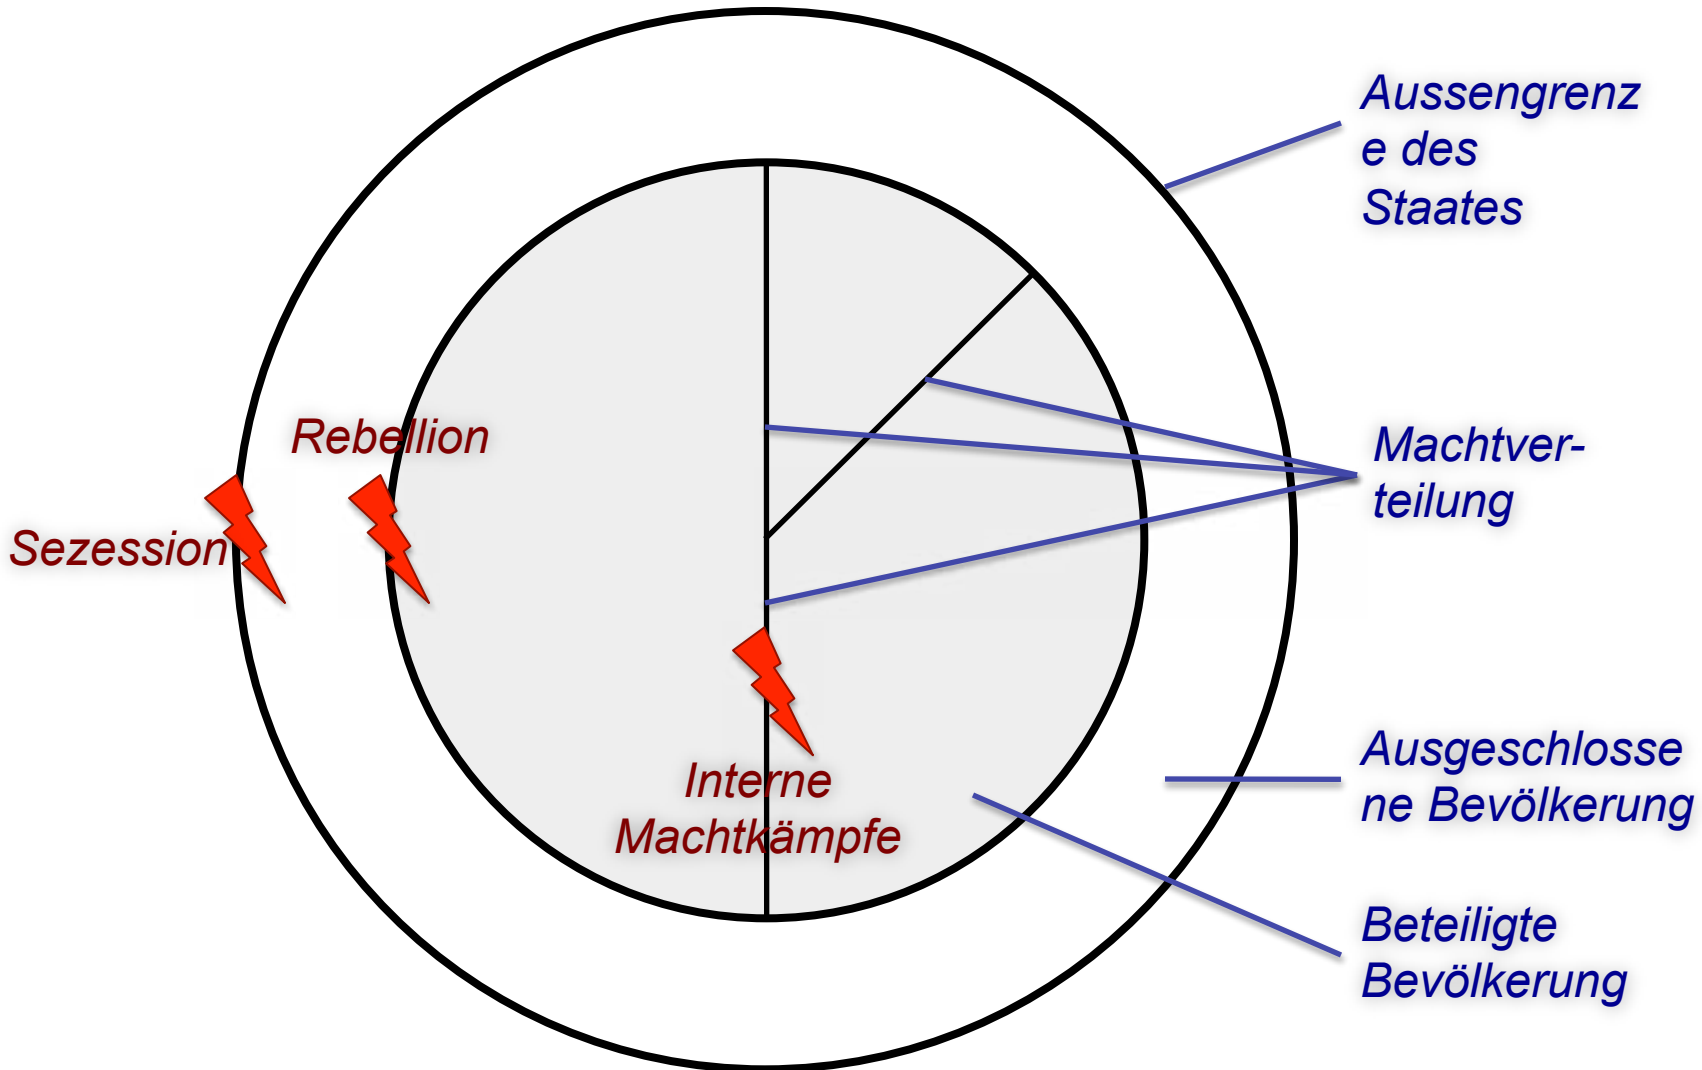 Aussengrenz
e des
Staates
Rebellion
Sezession
Machtver-
teilung
Interne
Machtkämpfe
Ausgeschlosse
ne Bevölkerung
Beteiligte
Bevölkerung